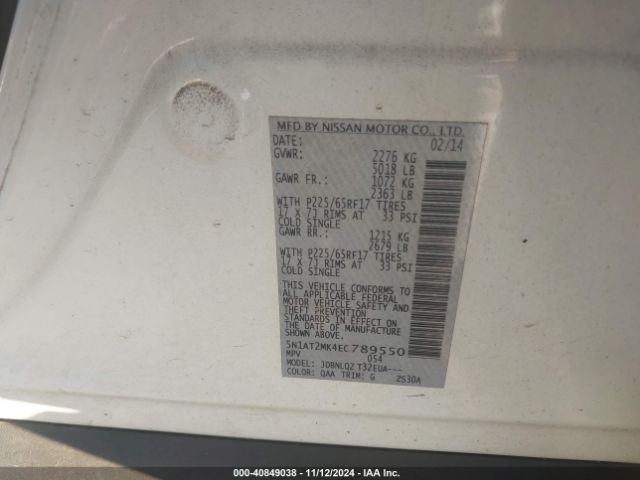 MFD BY NISSAN MOTOR CO., LTD.
DATE: 02/14
GVWR: 2276 KG
5018 LB
GAWR FR.: 1072 KG
2363 LB
WITH P225/65RF17 TIRES
17 X 7J RIMS AT 33 PSI
COLD SINGLE
GAWR RR.: 1215 KG
2679 LB
WITH P225/65RF17 TIRES
17 X 7J RIMS AT 33 PSI
COLD SINGLE
THIS VEHICLE CONFORMS TO
ALL APPLICABLE FEDERAL
MOTOR VEHICLE SAFETY AND
THEFT PREVENTION
STANDARDS IN EFFECT ON
THE DATE OF MANUFACTURE
SHOWN ABOVE.
5N1AT2MK4EC789550
MPV 054
MODEL: JDBNLQZ T32EUA---
COLOR: QAA TRIM: G 2S30A
000-40849038 - 11/12/2024 - IAA Inc.